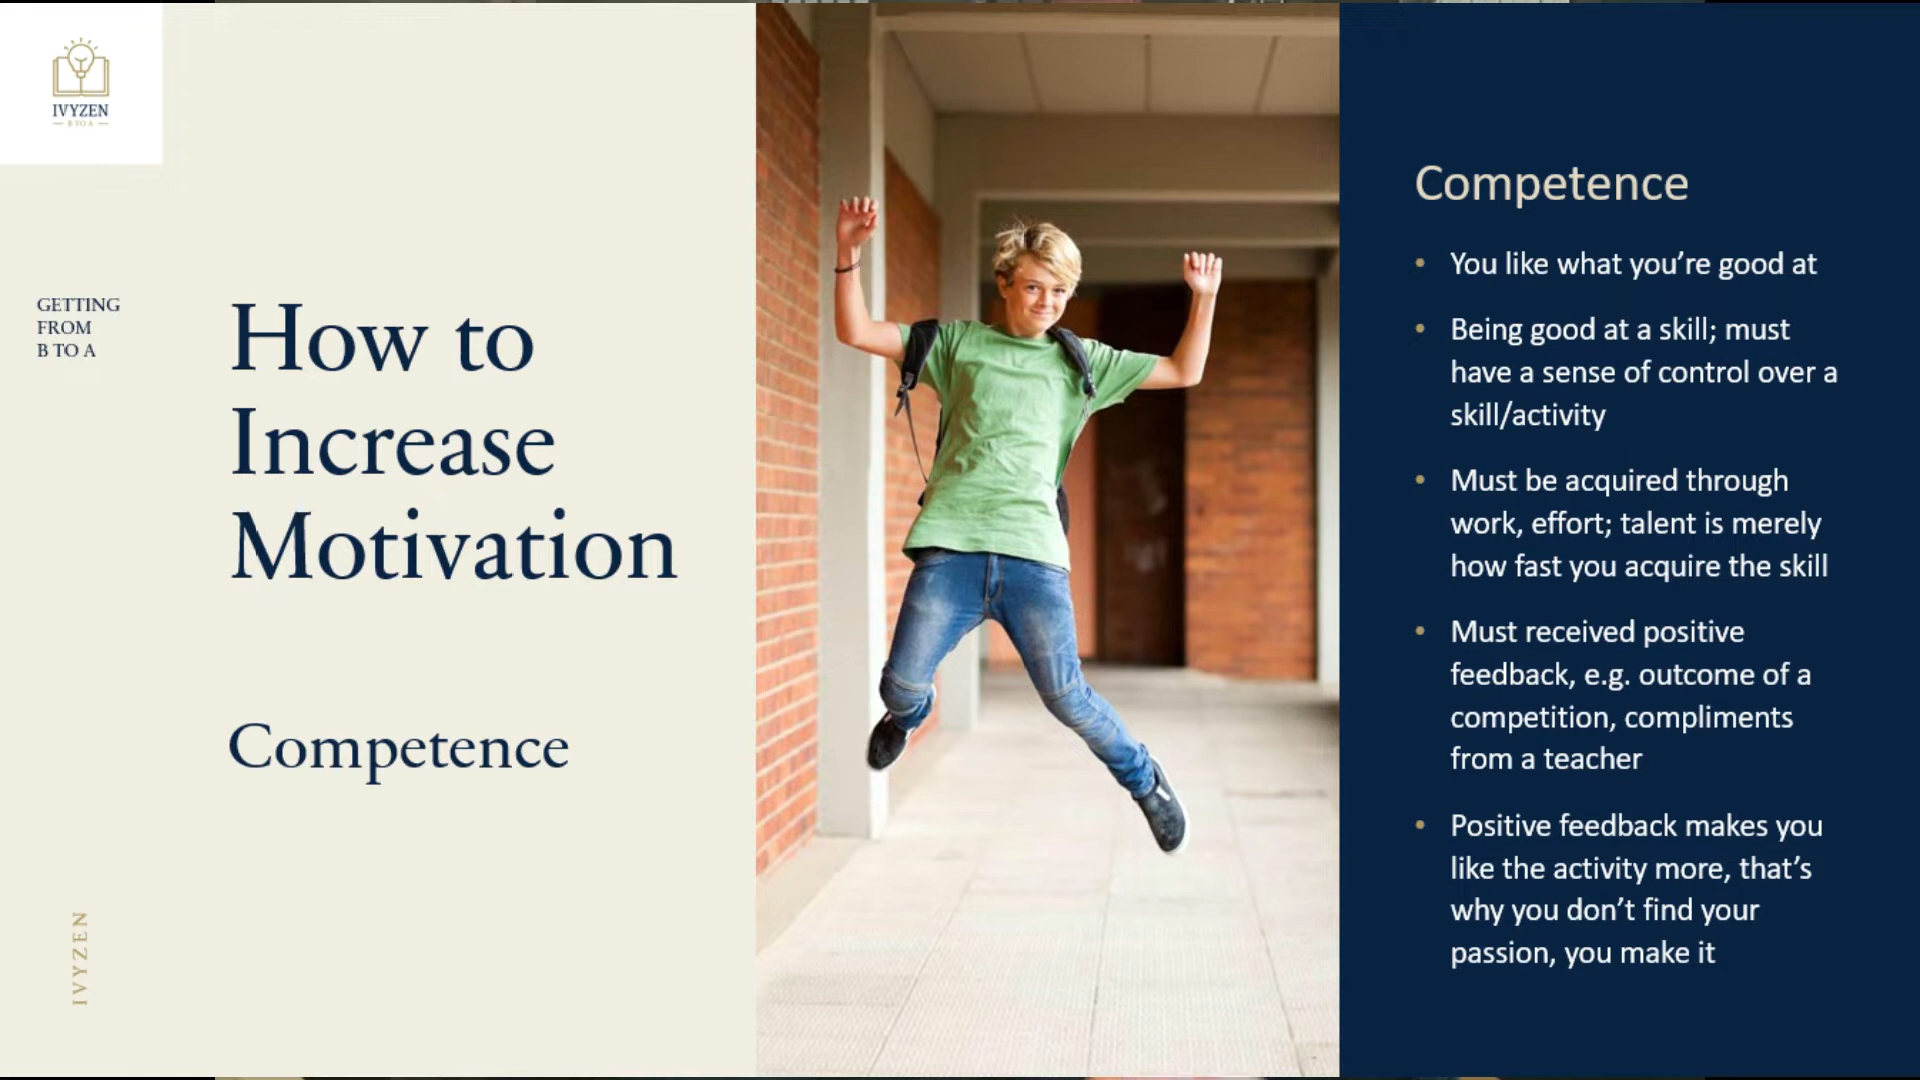 IVYZEN
B TO A
GETTING
FROM
B TO A
How to
Increase
Motivation
Competence
IVYZEN
Competence
• You like what you're good at
• Being good at a skill; must
have a sense of control over a
skill/activity
• Must be acquired through
work, effort; talent is merely
how fast you acquire the skill
• Must received positive
feedback, e.g. outcome of a
competition, compliments
from a teacher
• Positive feedback makes you
like the activity more, that's
why you don't find your
passion, you make it